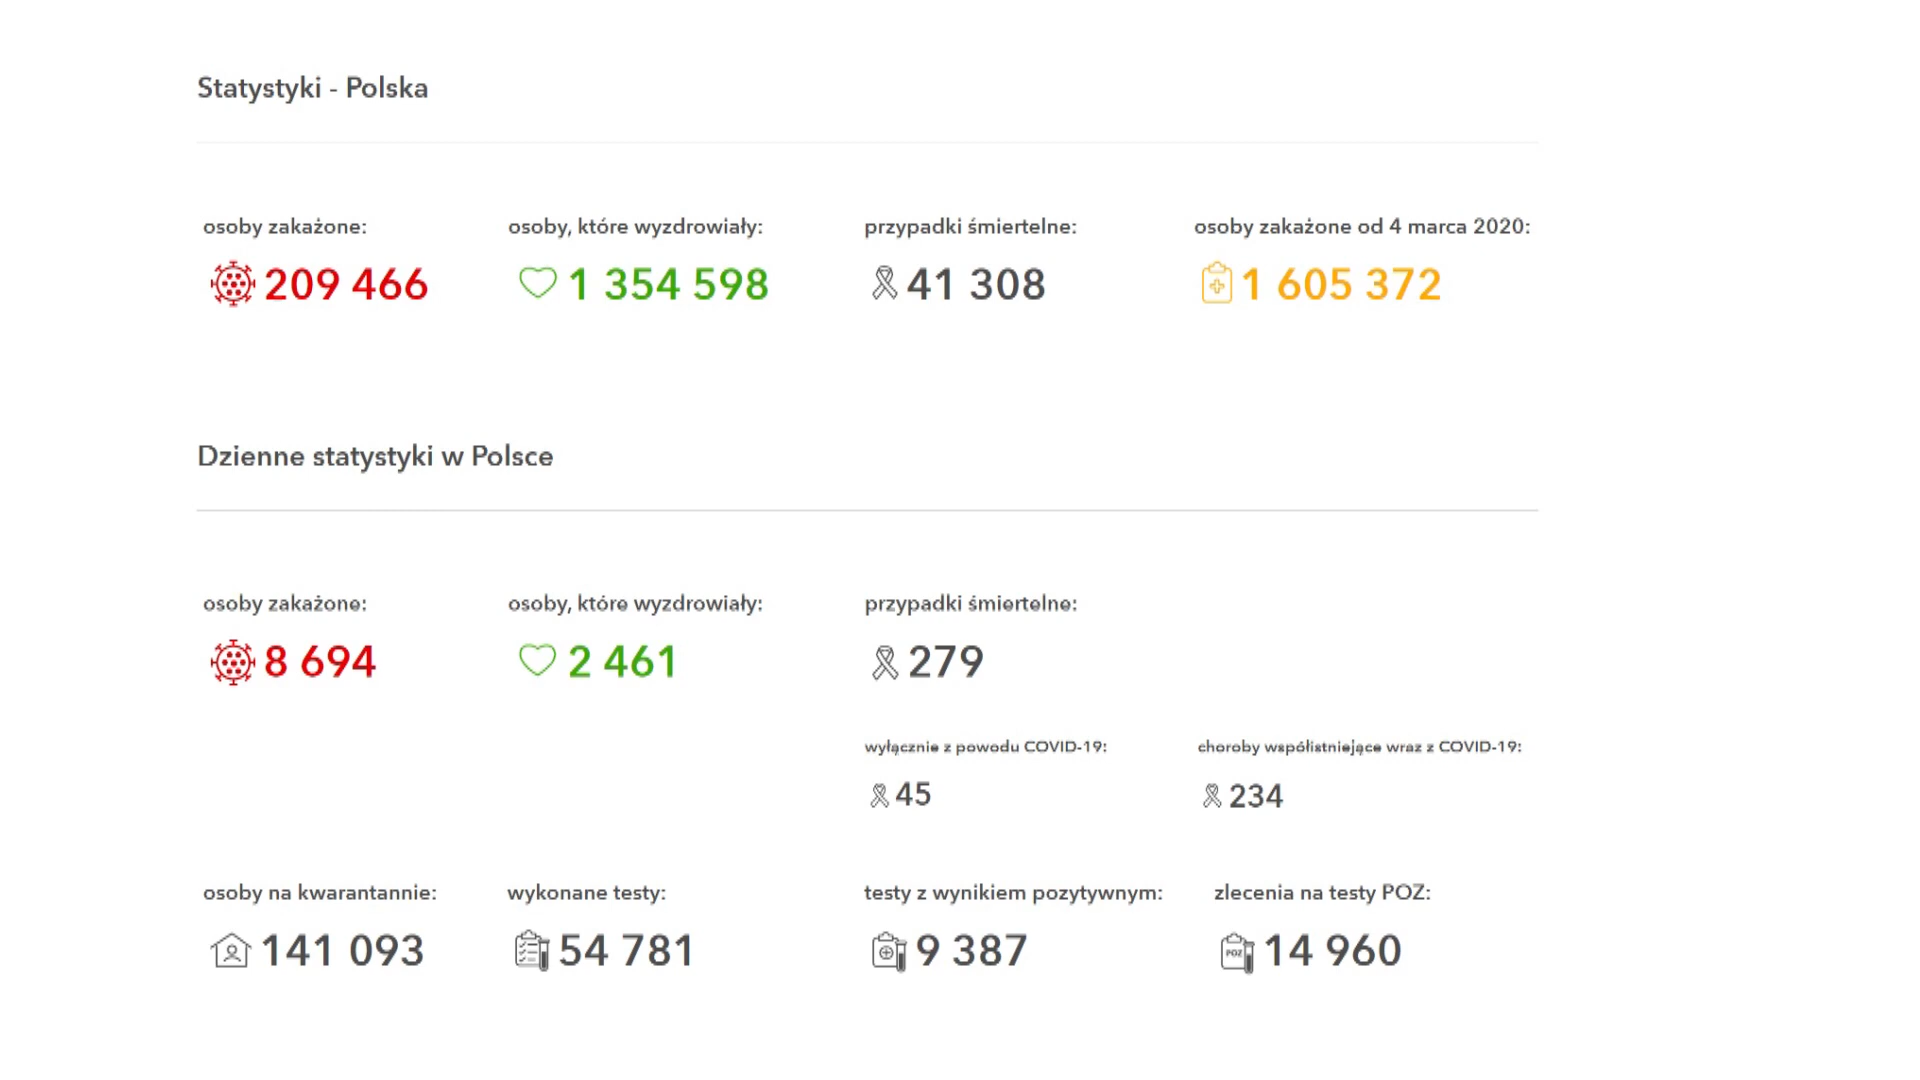 Statystyki - Polska
osoby zakażone: osoby, które wyzdrowiały: przypadki śmiertelne: osoby zakażone od 4 marca 2020:
209 466 1 354 598 41 308 1 605 372
Dzienne statystyki w Polsce
osoby zakażone: osoby, które wyzdrowiały: przypadki śmiertelne:
8 694 2 461 279
wyłącznie z powodu COVID-19: choroby współistniejące wraz z COVID-19:
45 234
osoby na kwarantannie: wykonane testy: testy z wynikiem pozytywnym: zlecenia na testy POZ:
141 093 54 781 9 387 POZ 14 960